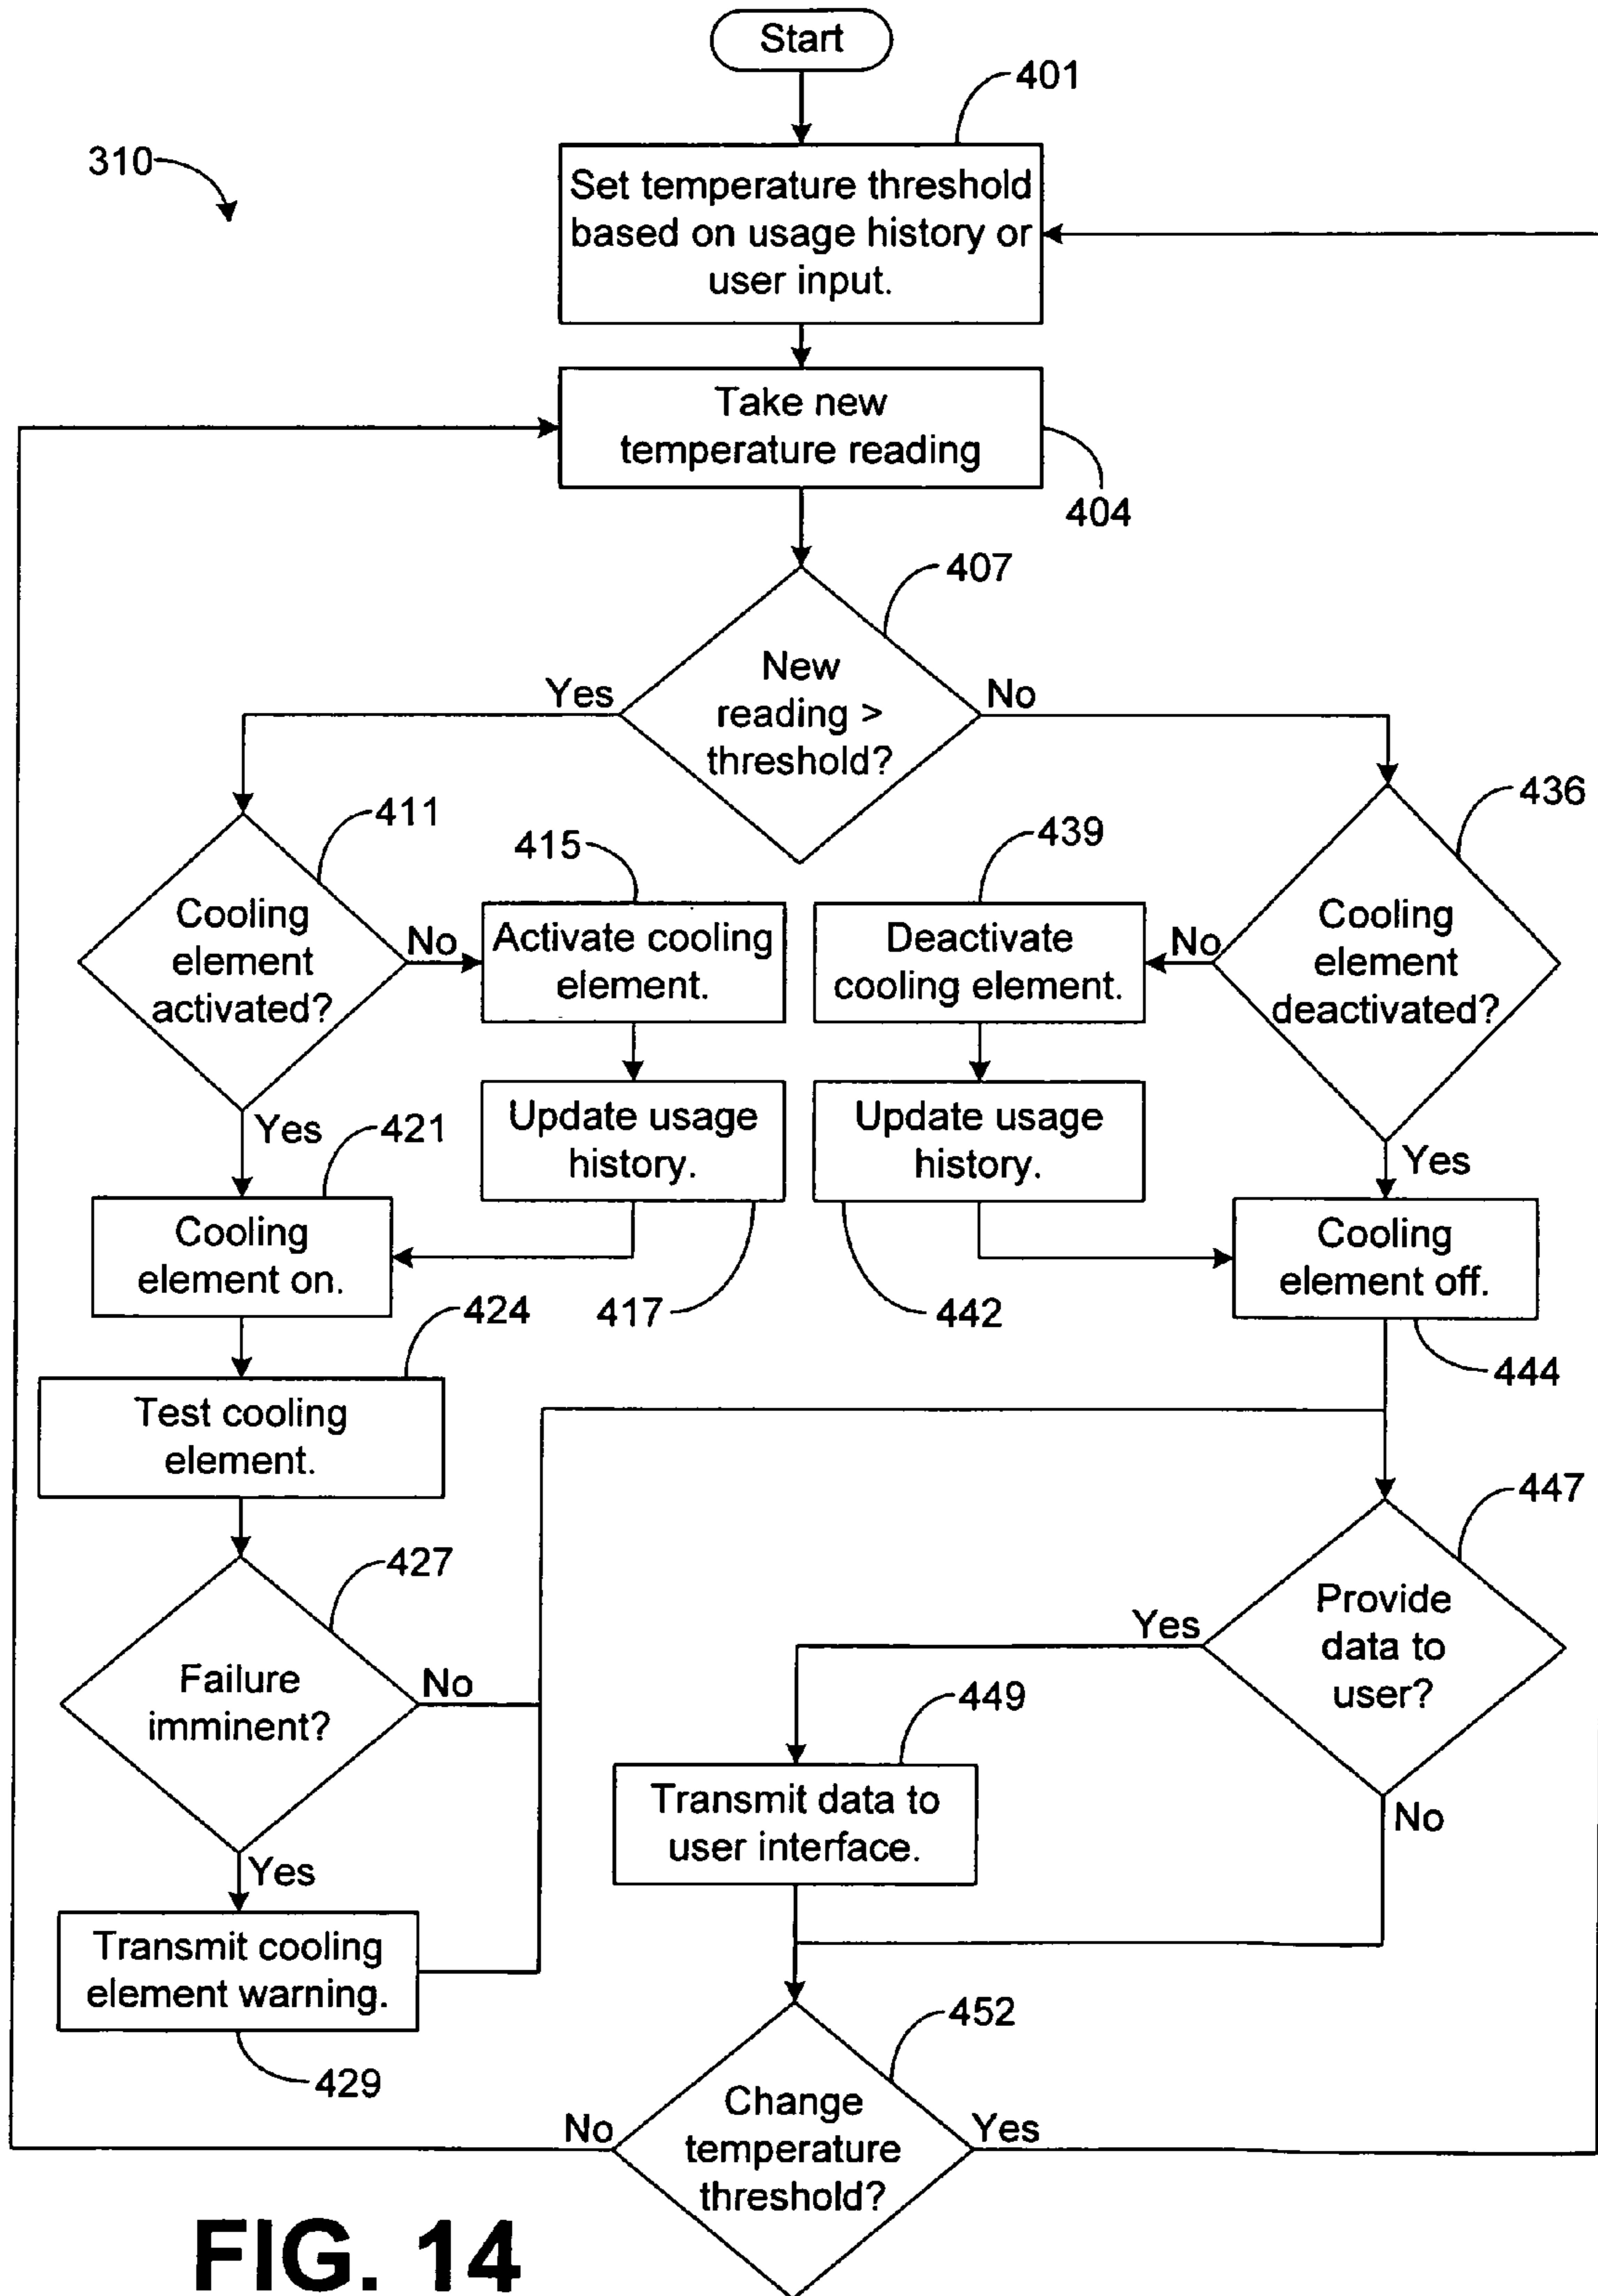 Start
401
310
Set temperature threshold
based on usage history or
user input.
Take new
temperature reading
404
407
New
reading >
threshold?
Yes
No
411
415
439
436
Cooling
element
activated?
No
Activate cooling
element.
Deactivate
cooling element.
No
Cooling
element
deactivated?
Yes
421
Update usage
history.
Update usage
history.
Yes
Cooling
element on.
417
442
Cooling
element off.
444
424
Test cooling
element.
427
447
Failure
imminent?
No
Provide
data to
user?
Yes
No
449
Transmit data to
user interface.
Yes
Transmit cooling
element warning.
429
452
Change
temperature
threshold?
No
Yes
FIG. 14